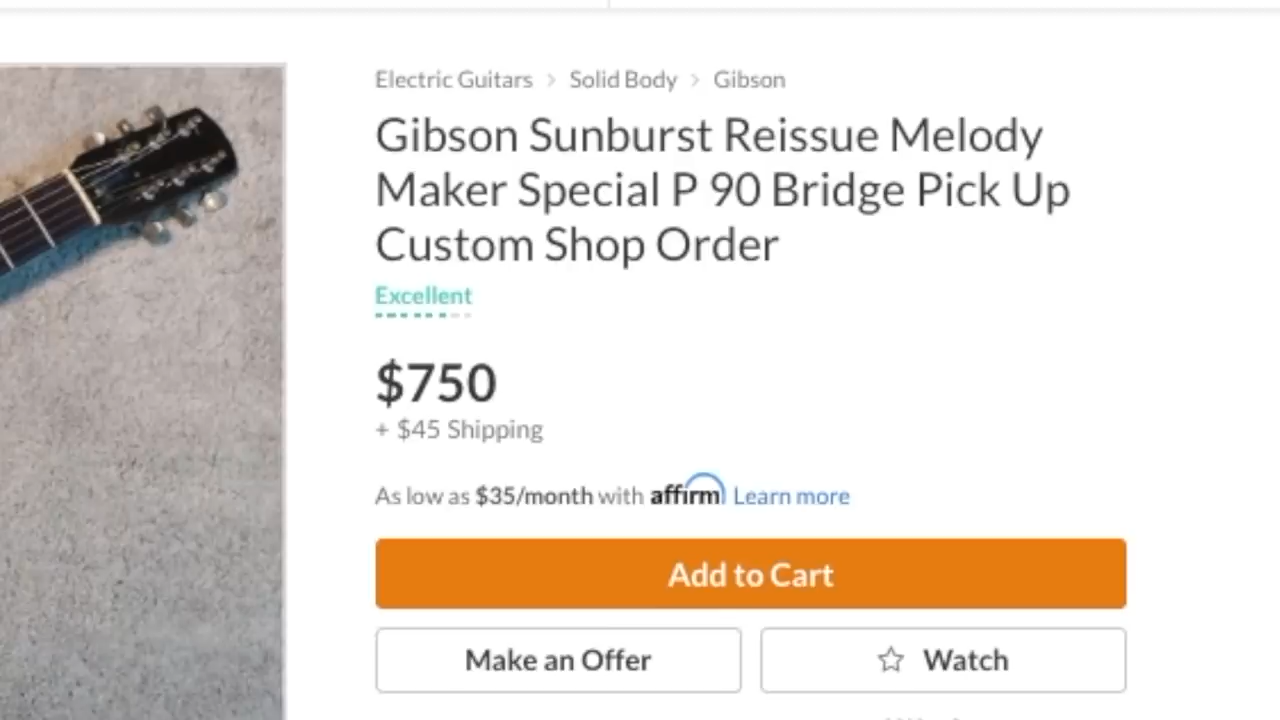 Electric Guitars > Solid Body > Gibson
Gibson Sunburst Reissue Melody
Maker Special P 90 Bridge Pick Up
Custom Shop Order
Excellent
$750
+ $45 Shipping
As low as $35/month with affirm Learn more
Add to Cart
Make an Offer
Watch